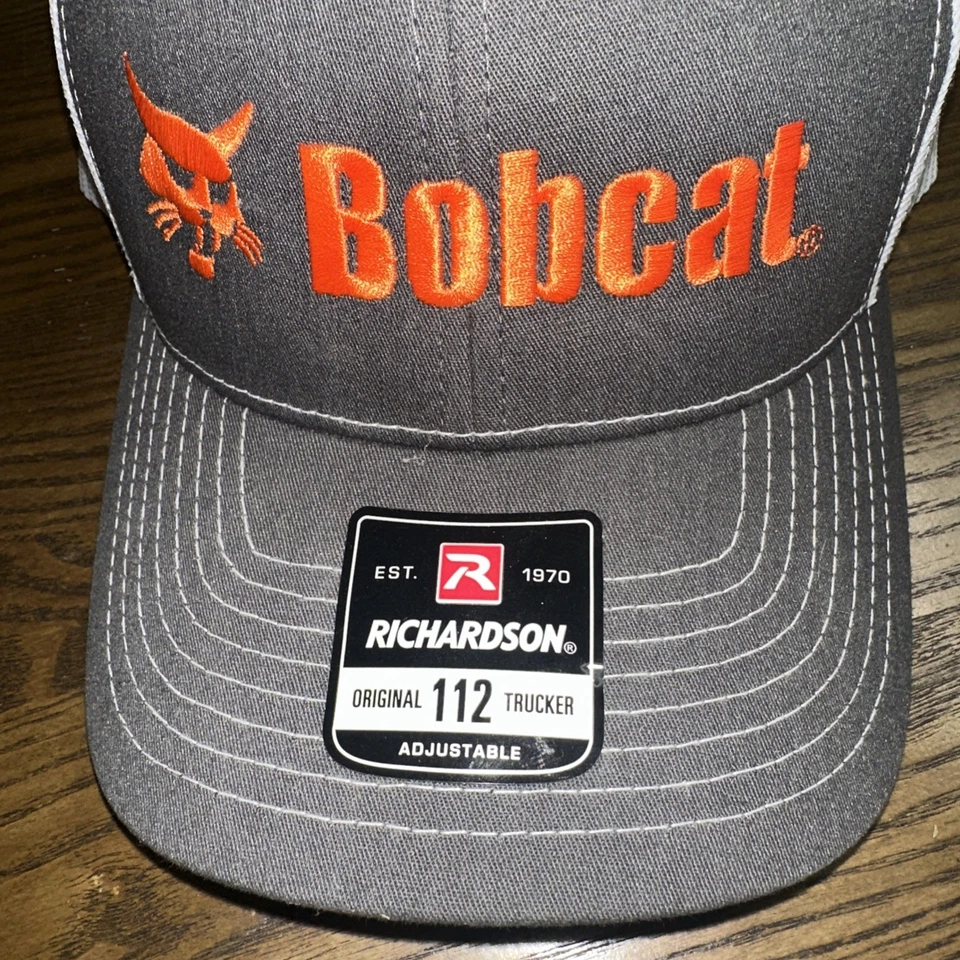 Bobcat®
EST. R 1970
RICHARDSON®
ORIGINAL 112 TRUCKER
ADJUSTABLE